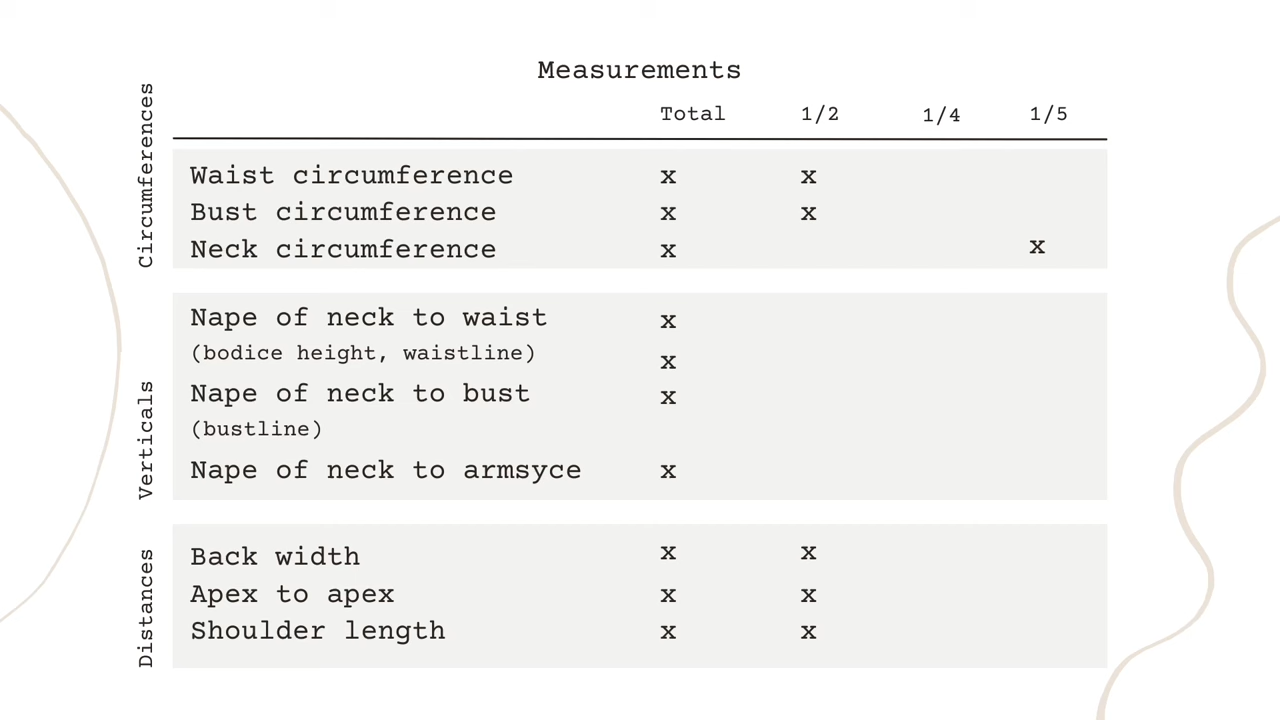 Measurements
Total 1/2 1/4 1/5
Circumferences
Waist circumference x x
Bust circumference x x
Neck circumference x x
Verticals
Nape of neck to waist x
(bodice height, waistline) x
Nape of neck to bust x
(bustline)
Nape of neck to armsyce x
Distances
Back width x x
Apex to apex x x
Shoulder length x x